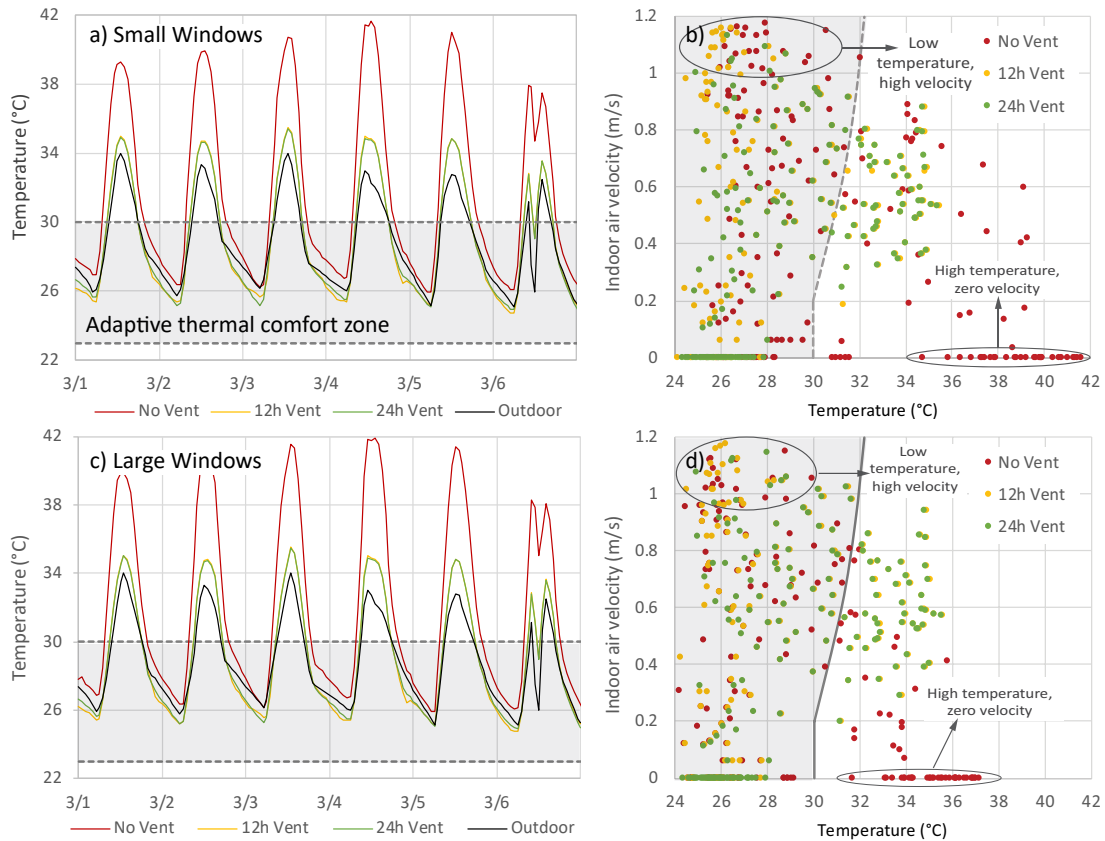 a) Small Windows
Temperature (°C)
42
38
34
30
26
22
Adaptive thermal comfort zone
3/1 3/2 3/3 3/4 3/5 3/6
No Vent 12h Vent 24h Vent Outdoor
b)
Indoor air velocity (m/s)
1.2
1
0.8
0.6
0.4
0.2
0
Low
temperature,
high velocity
No Vent
12h Vent
24h Vent
High temperature,
zero velocity
24 26 28 30 32 34 36 38 40 42
Temperature (°C)
c) Large Windows
Temperature (°C)
42
38
34
30
26
22
3/1 3/2 3/3 3/4 3/5 3/6
No Vent 12h Vent 24h Vent Outdoor
d)
Indoor air velocity (m/s)
1.2
1
0.8
0.6
0.4
0.2
0
Low
temperature,
high velocity
No Vent
12h Vent
24h Vent
High temperature,
zero velocity
24 26 28 30 32 34 36 38 40 42
Temperature (°C)